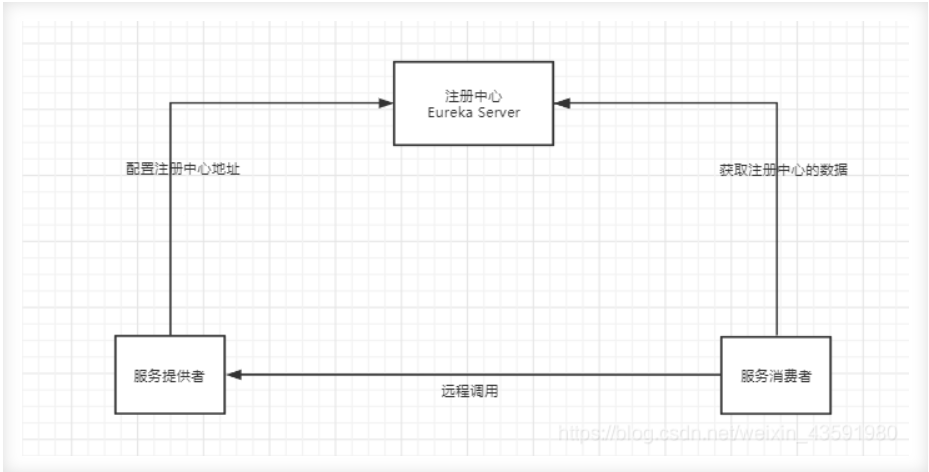 注册中心
Eureka Server
配置注册中心地址
获取注册中心的数据
服务提供者
服务消费者
远程调用
https://blog.csdn.net/weixin_43591980